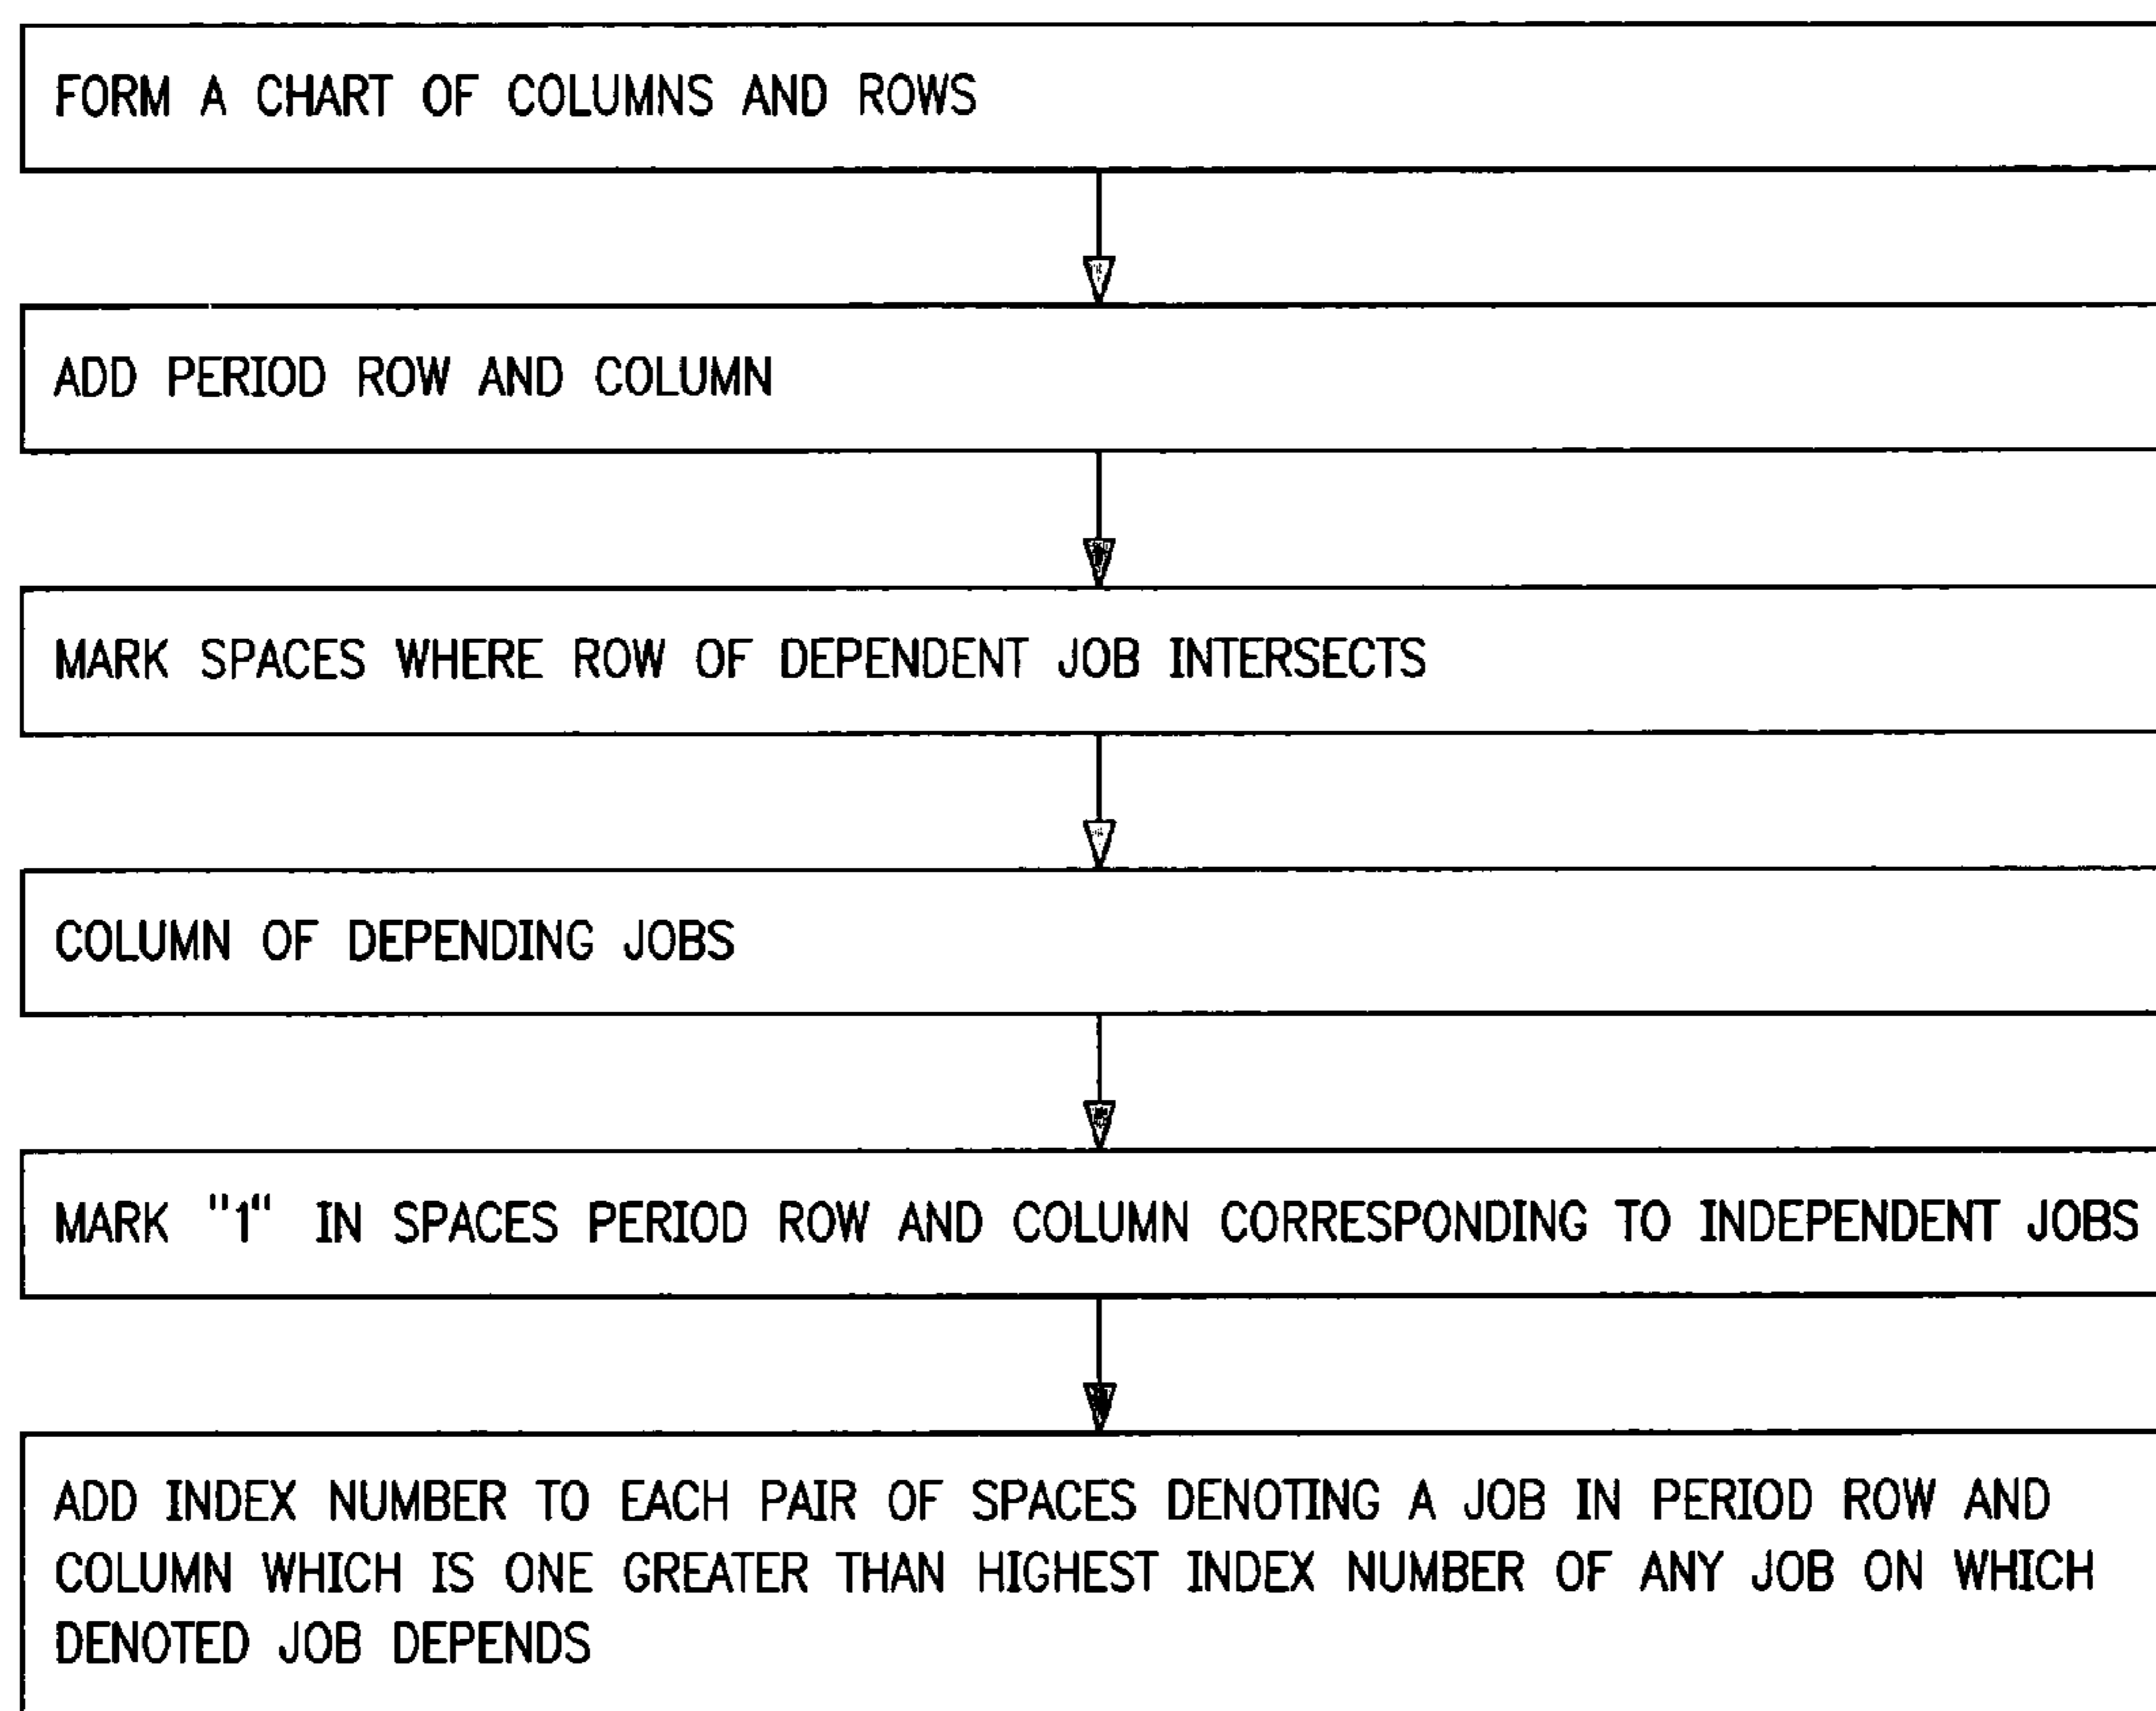 FORM A CHART OF COLUMNS AND ROWS
ADD PERIOD ROW AND COLUMN
MARK SPACES WHERE ROW OF DEPENDENT JOB INTERSECTS
COLUMN OF DEPENDING JOBS
MARK "1" IN SPACES PERIOD ROW AND COLUMN CORRESPONDING TO INDEPENDENT JOBS
ADD INDEX NUMBER TO EACH PAIR OF SPACES DENOTING A JOB IN PERIOD ROW AND
COLUMN WHICH IS ONE GREATER THAN HIGHEST INDEX NUMBER OF ANY JOB ON WHICH
DENOTED JOB DEPENDS